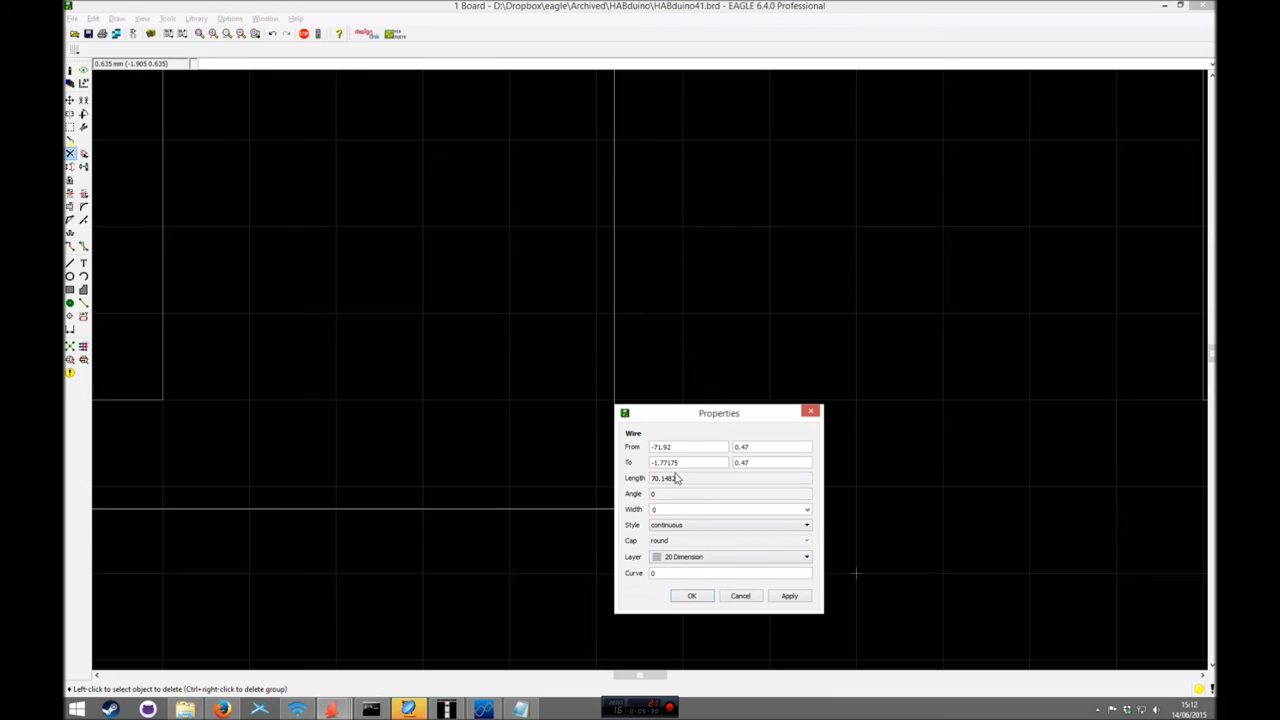 1 Board - D:\Dropbox\eagle\Archived\HABduino\HABduino41.brd - EAGLE 6.4.0 Professional
File Edit Draw View Tools Library Options Window Help
0.635 mm (-1.905 0.635)
Properties
Wire
From -71.92 0.47
To -1.77175 0.47
Length 70.1482
Angle 0
Width 0
Style continuous
Cap round
Layer 20 Dimension
Curve 0
OK Cancel Apply
Left-click to select object to delete (Ctrl+right-click to delete group)
15:12
14/06/2015